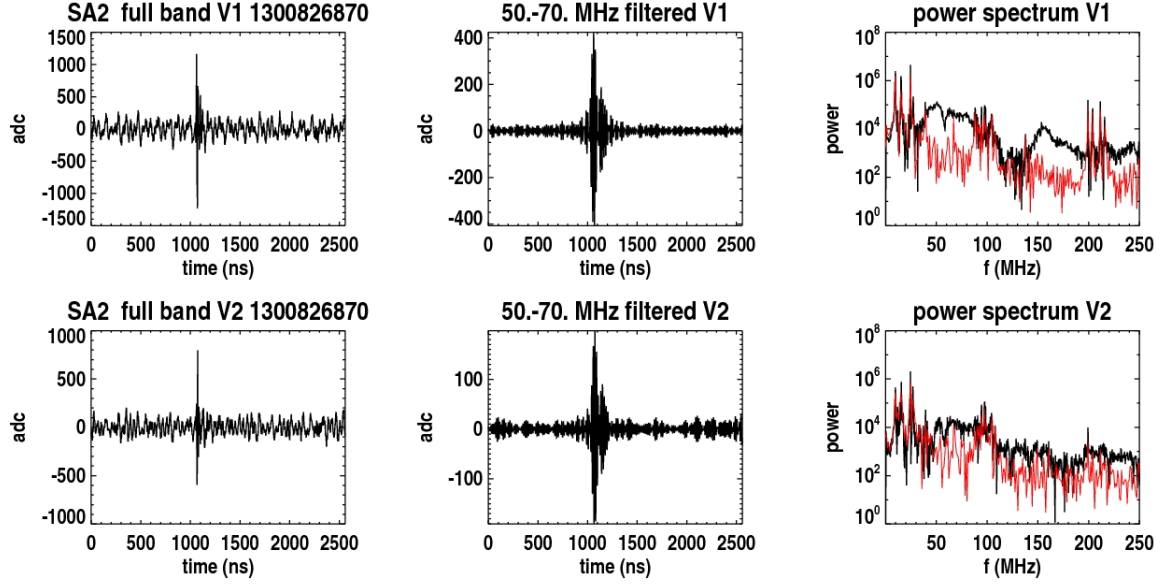 SA2 full band V1 1300826870
1500
1000
500
0
-500
-1000
-1500
adc
0 500 1000 1500 2000 2500
time (ns)
50.-70. MHz filtered V1
400
200
0
-200
-400
adc
0 500 1000 1500 2000 2500
time (ns)
power spectrum V1
10^8
10^6
10^4
10^2
10^0
power
50 100 150 200 250
f (MHz)
SA2 full band V2 1300826870
1000
500
0
-500
-1000
adc
0 500 1000 1500 2000 2500
time (ns)
50.-70. MHz filtered V2
100
0
-100
adc
0 500 1000 1500 2000 2500
time (ns)
power spectrum V2
10^8
10^6
10^4
10^2
10^0
power
50 100 150 200 250
f (MHz)